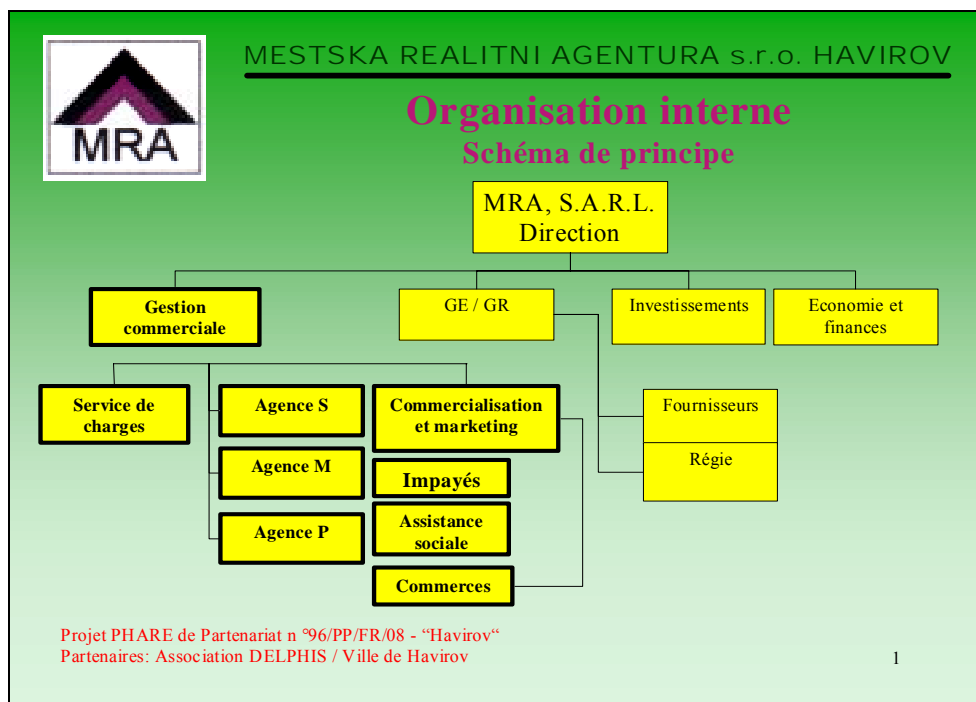 MESTSKA REALITNI AGENTURA s.r.o. HAVIROV
MRA
Organisation interne
Schéma de principe
MRA, S.A.R.L.
Direction
Gestion
commerciale
GE / GR
Investissements
Economie et
finances
Service de
charges
Agence S
Commercialisation
et marketing
Fournisseurs
Agence M
Impayés
Régie
Agence P
Assistance
sociale
Commerces
Projet PHARE de Partenariat n °96/PP/FR/08 - “Havirov“
Partenaires: Association DELPHIS / Ville de Havirov
1